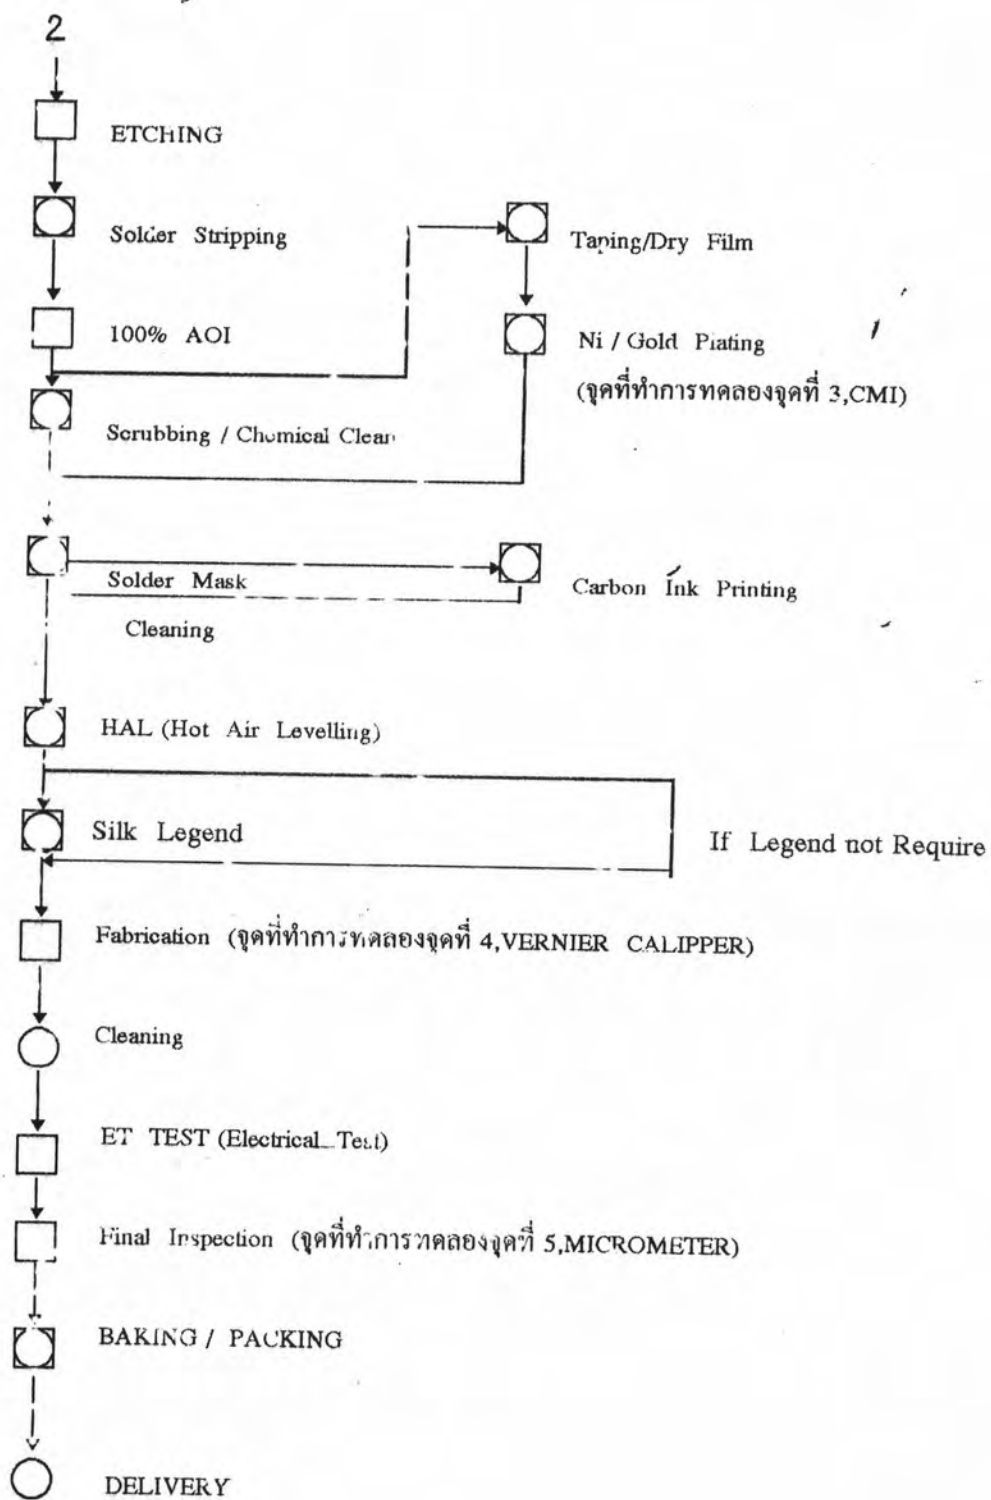 2
ETCHING
Solder Stripping
Taping/Dry Film
100% AOI
Ni / Gold Plating
(จุดที่ทำการทดลองจุดที่ 3,CMI)
Scrubbing / Chemical Clean
Solder Mask
Carbon Ink Printing
Cleaning
HAL (Hot Air Levelling)
Silk Legend
If Legend not Require
Fabrication (จุดที่ทำการทดลองจุดที่ 4,VERNIER CALIPPER)
Cleaning
ET TEST (Electrical Test)
Final Inspection (จุดที่ทำการทดลองจุดที่ 5,MICROMETER)
BAKING / PACKING
DELIVERY